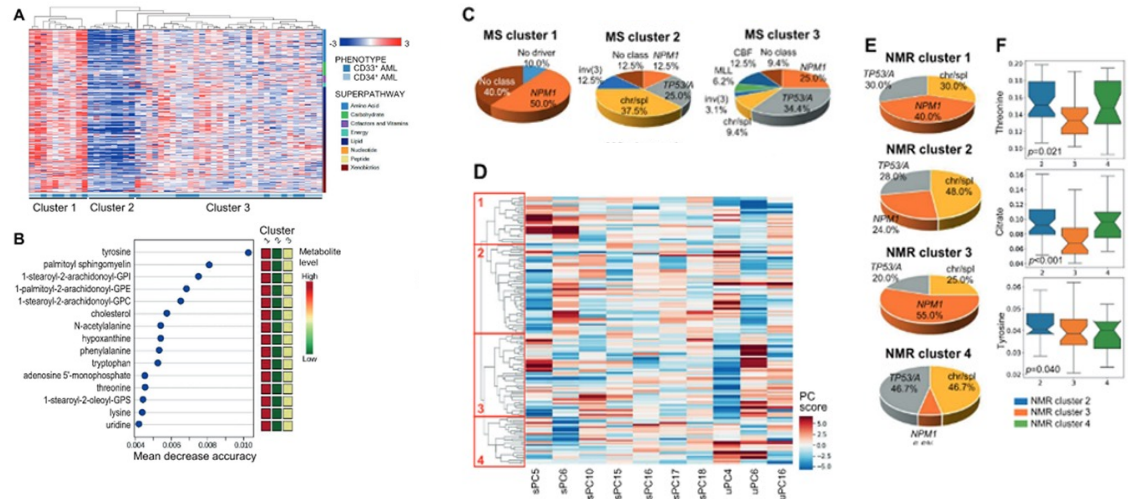 A
-3
3
PHENOTYPE
CD33+ AML
CD34+ AML
SUPERPATHWAY
Amino Acid
Carbohydrate
Cofactors and Vitamins
Energy
Lipid
Nucleotide
Peptide
Xenobiotics
Cluster 1
Cluster 2
Cluster 3
B
tyrosine
palmitoyl sphingomyelin
1-stearoyl-2-arachidonoyl-GPI
1-palmitoyl-2-arachidonoyl-GPE
1-stearoyl-2-arachidonoyl-GPC
cholesterol
N-acetylalanine
hypoxanthine
phenylalanine
tryptophan
adenosine 5'-monophosphate
threonine
1-stearoyl-2-oleoyl-GPS
lysine
uridine
0.004
0.006
0.008
0.010
Mean decrease accuracy
Cluster
1
2
3
Metabolite
level
High
Low
C
MS cluster 1
No driver
10.0%
No class
40.0%
NPM1
50.0%
MS cluster 2
No class
12.5%
NPM1
12.5%
inv(3)
12.5%
TP53/A
25.0%
chr/spl
37.5%
MS cluster 3
CBF
12.5%
No class
9.4%
MLL
6.2%
NPM1
25.0%
inv(3)
3.1%
TP53/A
34.4%
chr/spl
9.4%
D
1
2
3
4
sPC5
sPC6
sPC10
sPC15
sPC16
sPC17
sPC18
uPC4
uPC6
uPC16
PC
score
5.0
2.5
0.0
-2.5
-5.0
E
NMR cluster 1
TP53/A
30.0%
chr/spl
30.0%
NPM1
40.0%
NMR cluster 2
TP53/A
28.0%
chr/spl
48.0%
NPM1
24.0%
NMR cluster 3
TP53/A
20.0%
chr/spl
25.0%
NPM1
55.0%
NMR cluster 4
TP53/A
46.7%
chr/spl
46.7%
NPM1
F
Threonine
0.20
0.18
0.16
0.14
0.12
0.10
p=0.021
2
3
4
Citrate
0.16
0.14
0.12
0.10
0.08
0.06
0.04
p<0.001
2
3
4
Tyrosine
0.06
0.05
0.04
0.03
0.02
p=0.040
2
3
4
NMR cluster 2
NMR cluster 3
NMR cluster 4